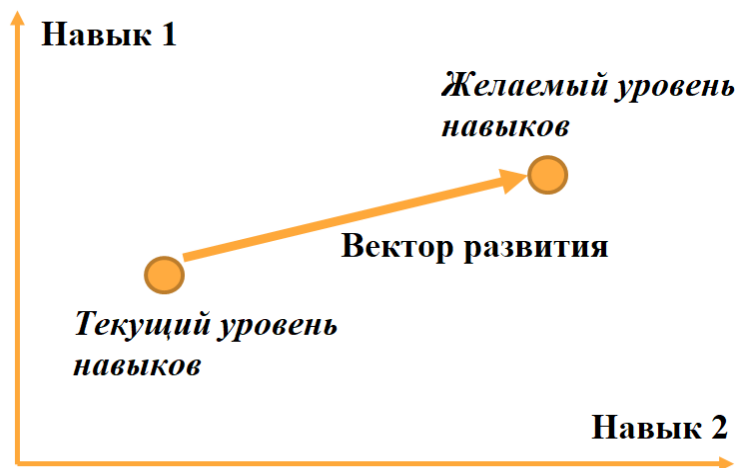 Навык 1
Желаемый уровень
навыков
Вектор развития
Текущий уровень
навыков
Навык 2